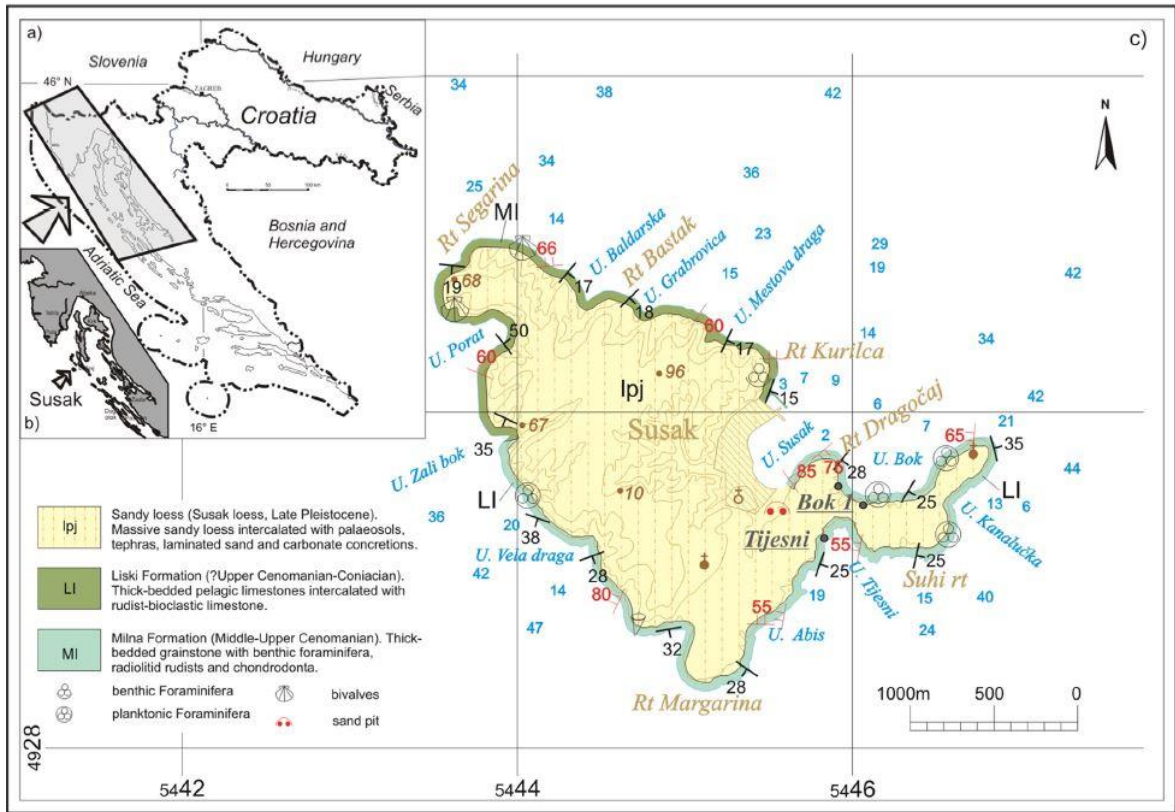 a)
Slovenia
Hungary
46° N
ZAGREB
Serbia
Croatia
0 50 100 km
Bosnia and
Hercegovina
Adriatic Sea
Susak
b)
16° E
c)
N
34
38
42
34
36
25
14
23
29
19
42
15
14
34
Rt Segarina
MI
66
U. Baldarska
Rt Bastak
U. Grabrovica
U. Mestova draga
68
19
17
18
60
17
Rt Kurilca
50
U. Porat
60
96
Ipj
15
3
7
9
6
42
Susak
67
35
U. Zali bok
U. Susak
2
Rt Dragočaj
7
65
21
35
85
76
28
U. Bok
44
LI
10
Bok 1
25
LI
13
6
U. Kanalučka
36
20
38
U. Vela draga
Tijesni
55
25
25
U. Tijesni
Suhi rt
42
28
14
80
55
19
15
40
47
32
U. Abis
24
28
Rt Margarina
1000m 500 0
Ipj
Sandy loess (Susak loess, Late Pleistocene).
Massive sandy loess intercalated with palaeosols,
tephras, laminated sand and carbonate concretions.
LI
Liski Formation (?Upper Cenomanian-Coniacian).
Thick-bedded pelagic limestones intercalated with
rudist-bioclastic limestone.
MI
Milna Formation (Middle-Upper Cenomanian). Thick-
bedded grainstone with benthic foraminifera,
radiolitid rudists and chondrodonta.
benthic Foraminifera
bivalves
planktonic Foraminifera
sand pit
4928
5442
5444
5446